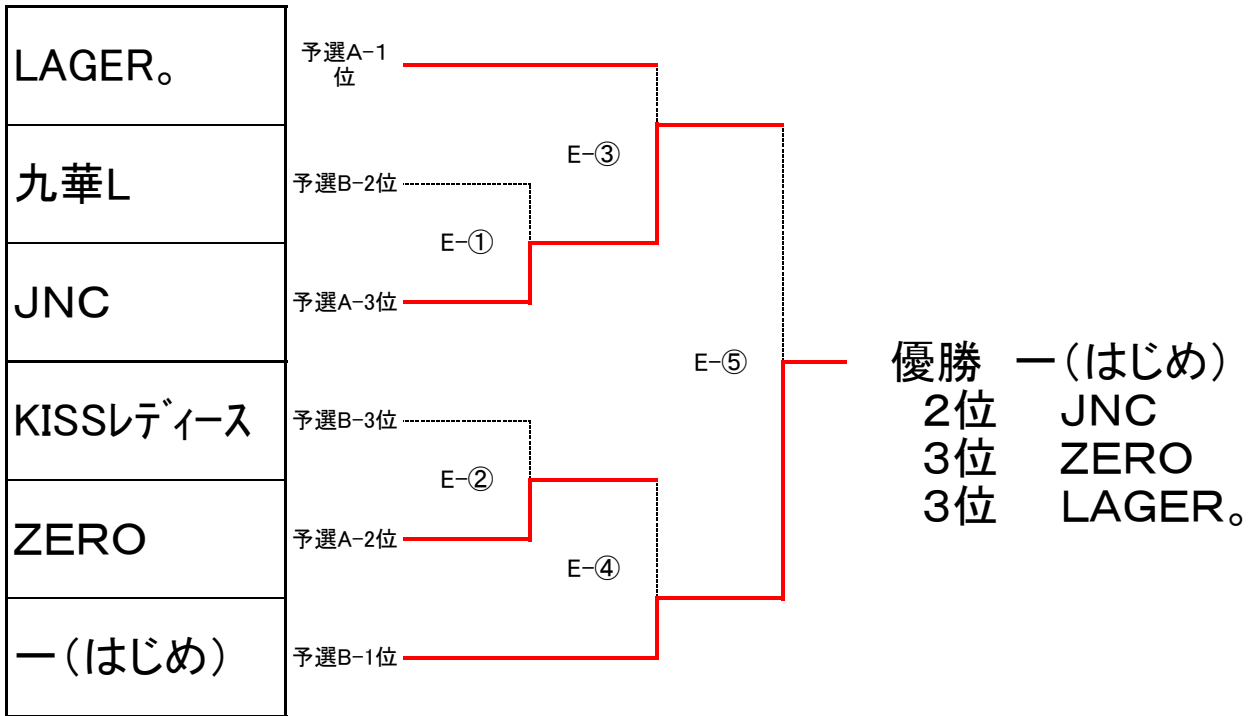 LAGER。
予選A-1
位
E-③
九華L
予選B-2位
E-①
JNC
予選A-3位
E-⑤
優勝 一(はじめ)
2位 JNC
3位 ZERO
3位 LAGER。
KISSレディース
予選B-3位
E-②
ZERO
予選A-2位
E-④
一(はじめ)
予選B-1位